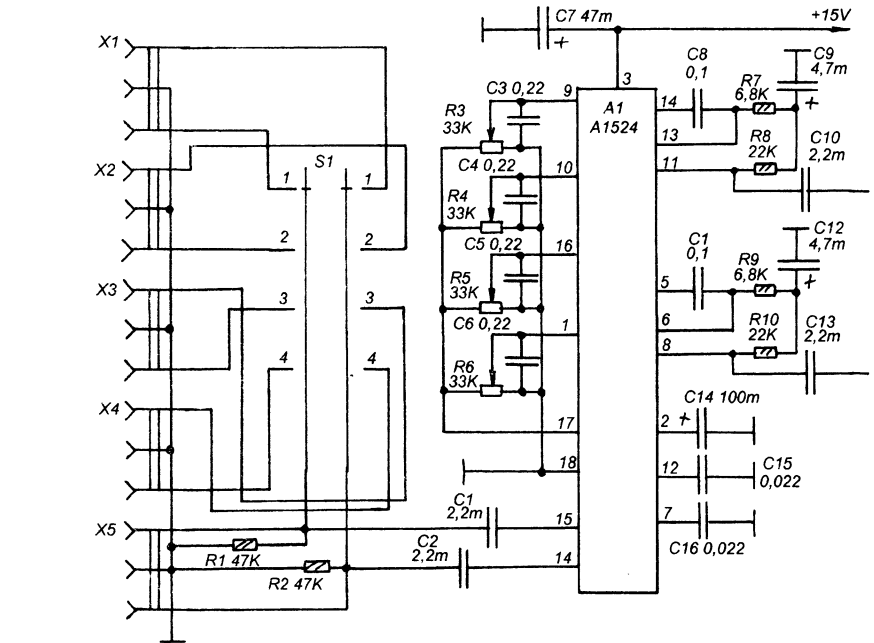 C7 47m
+15V
X1
3
C8
0,1
C9
4,7m
C3 0,22
9
A1
A1524
14
R7
6,8K
R3
33K
13
R8
22K
C10
2,2m
C4 0,22
10
11
X2
S1
1
1
R4
33K
C5 0,22
16
C1
0,1
C12
4,7m
2
2
X3
R5
33K
5
R9
6,8K
3
3
C6 0,22
1
6
R10
22K
C13
2,2m
8
4
4
R6
33K
X4
C14 100m
17
2
18
12
C15
0,022
C1
2,2m
15
7
X5
C16 0,022
R1 47K
C2
2,2m
14
R2 47K
+
+
+
+